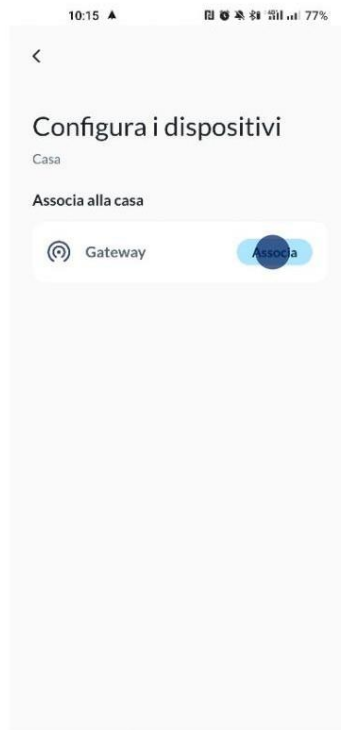 10:15 77%
Configura i dispositivi
Casa
Associa alla casa
Gateway Associa